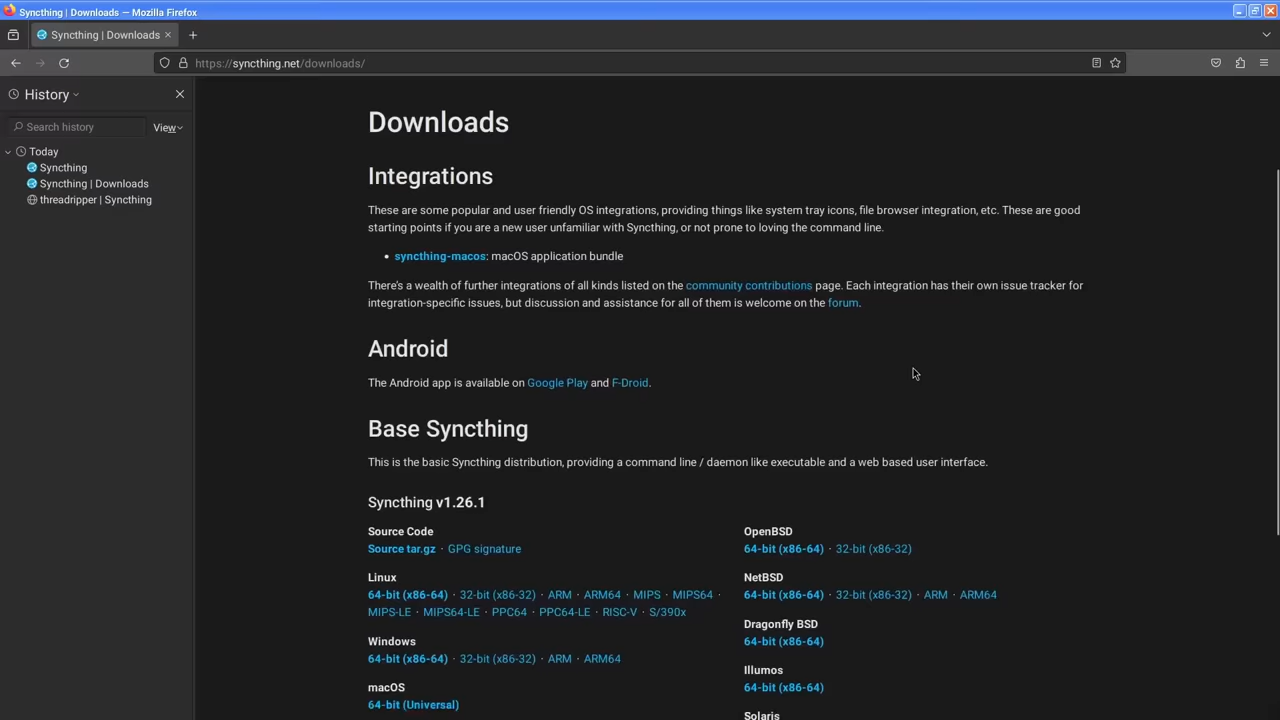 Syncthing | Downloads — Mozilla Firefox
Syncthing | Downloads
https://syncthing.net/downloads/
History
Search history
View
Today
Syncthing
Syncthing | Downloads
threadripper | Syncthing
Downloads
Integrations
These are some popular and user friendly OS integrations, providing things like system tray icons, file browser integration, etc. These are good
starting points if you are a new user unfamiliar with Syncthing, or not prone to loving the command line.
• syncthing-macos: macOS application bundle
There's a wealth of further integrations of all kinds listed on the community contributions page. Each integration has their own issue tracker for
integration-specific issues, but discussion and assistance for all of them is welcome on the forum.
Android
The Android app is available on Google Play and F-Droid.
Base Syncthing
This is the basic Syncthing distribution, providing a command line / daemon like executable and a web based user interface.
Syncthing v1.26.1
Source Code
Source tar.gz · GPG signature
Linux
64-bit (x86-64) · 32-bit (x86-32) · ARM · ARM64 · MIPS · MIPS64 ·
MIPS-LE · MIPS64-LE · PPC64 · PPC64-LE · RISC-V · S/390x
Windows
64-bit (x86-64) · 32-bit (x86-32) · ARM · ARM64
macOS
64-bit (Universal)
OpenBSD
64-bit (x86-64) · 32-bit (x86-32)
NetBSD
64-bit (x86-64) · 32-bit (x86-32) · ARM · ARM64
Dragonfly BSD
64-bit (x86-64)
Illumos
64-bit (x86-64)
Solaris